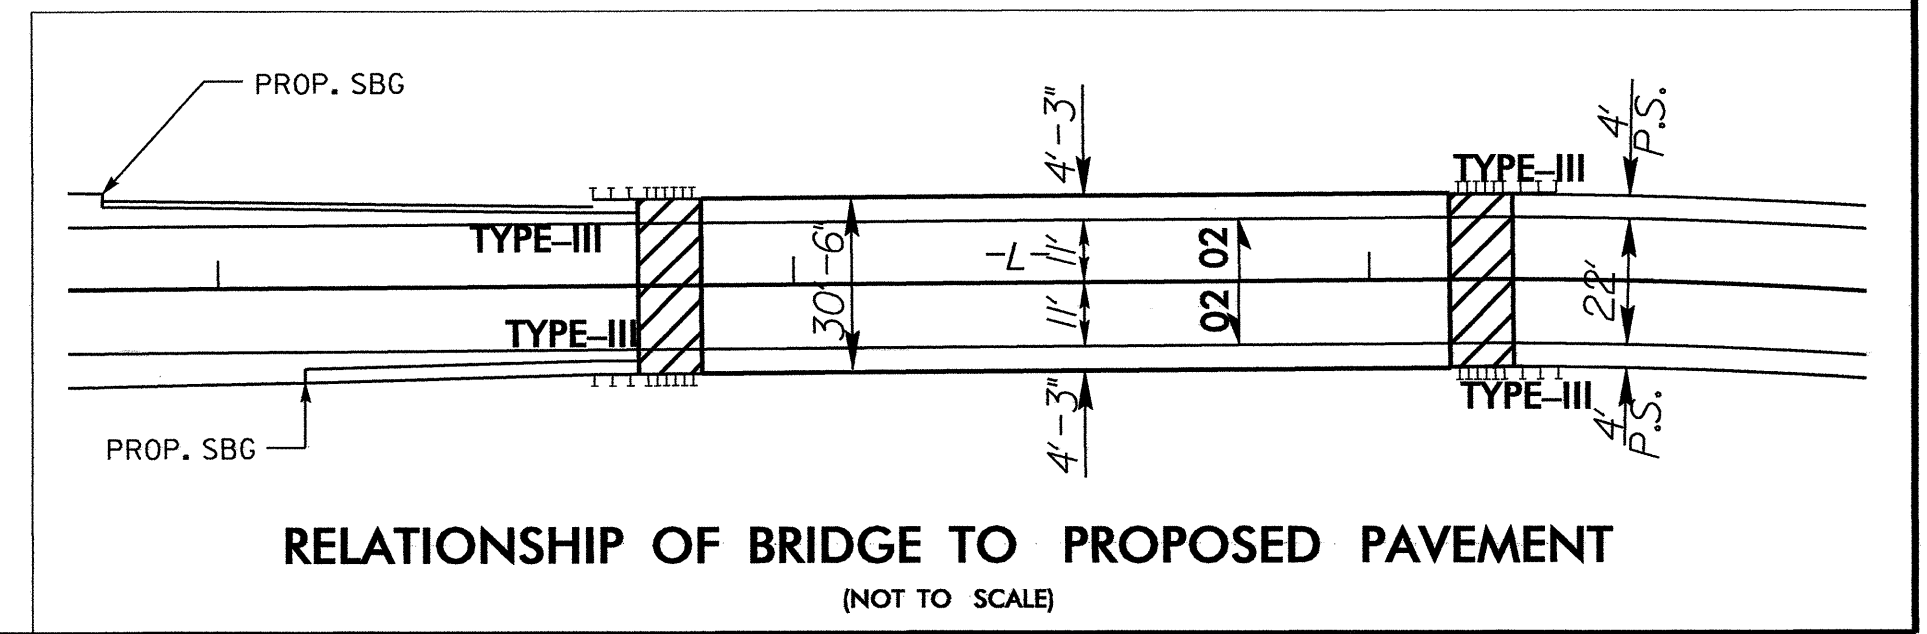 PROP. SBG
4'-3"
4'
P.S.
TYPE-III
TYPE-III
30'-6"
-L-
11'
02 02
22'
TYPE-III
11'
TYPE-III
PROP. SBG
4'-3"
4'
P.S.
RELATIONSHIP OF BRIDGE TO PROPOSED PAVEMENT
(NOT TO SCALE)